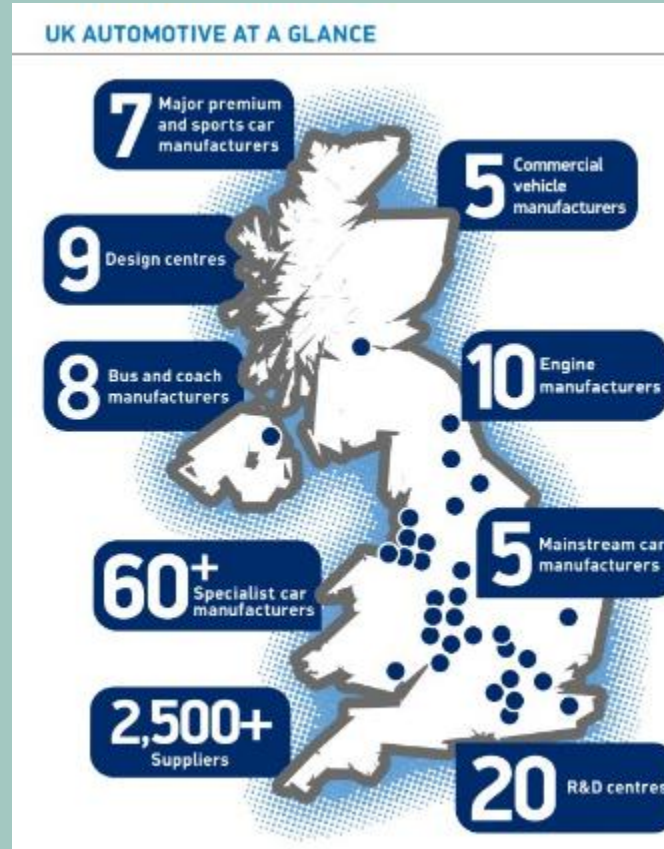 UK AUTOMOTIVE AT A GLANCE
7 Major premium
and sports car
manufacturers
5 Commercial
vehicle
manufacturers
9 Design centres
8 Bus and coach
manufacturers
10 Engine
manufacturers
60+ Specialist car
manufacturers
5 Mainstream car
manufacturers
2,500+
Suppliers
20 R&D centres